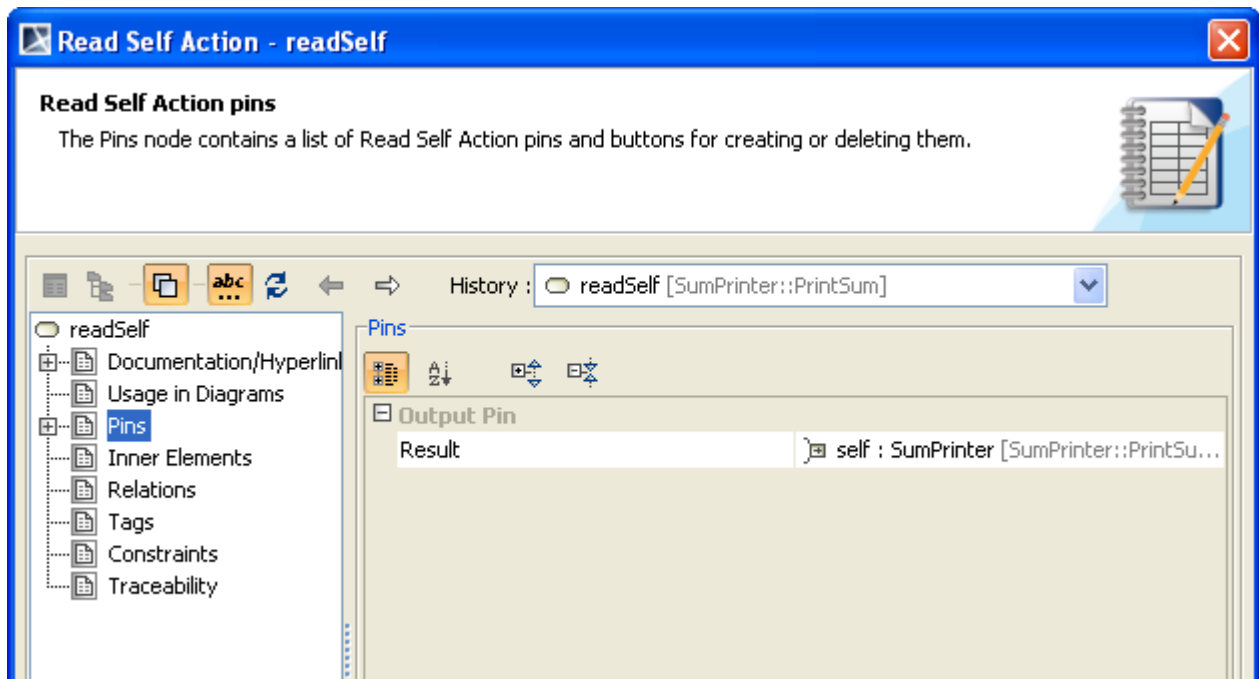 Read Self Action - readSelf
Read Self Action pins
The Pins node contains a list of Read Self Action pins and buttons for creating or deleting them.
abc
...
History : readSelf [SumPrinter::PrintSum]
readSelf
Documentation/Hyperlinl
Usage in Diagrams
Pins
Inner Elements
Relations
Tags
Constraints
Traceability
Pins
A
Z
Output Pin
Result self : SumPrinter [SumPrinter::PrintSu...